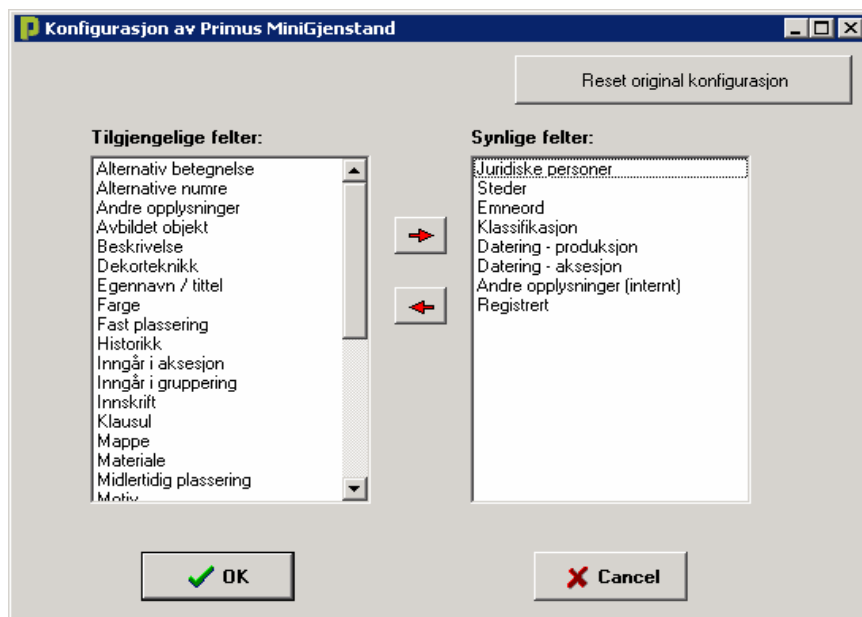 Konfigurasjon av Primus MiniGjenstand
Reset original konfigurasjon
Tilgjengelige felter:
Alternativ betegnelse
Alternative numre
Andre opplysninger
Avbildet objekt
Beskrivelse
Dekorteknikk
Egennavn / tittel
Farge
Fast plassering
Historikk
Inngår i aksesjon
Inngår i gruppering
Innskrift
Klausul
Mappe
Materiale
Midlertidig plassering
Motiv
Synlige felter:
Juridiske personer
Steder
Emneord
Klassifikasjon
Datering - produksjon
Datering - aksesjon
Andre opplysninger (internt)
Registrert
OK
Cancel